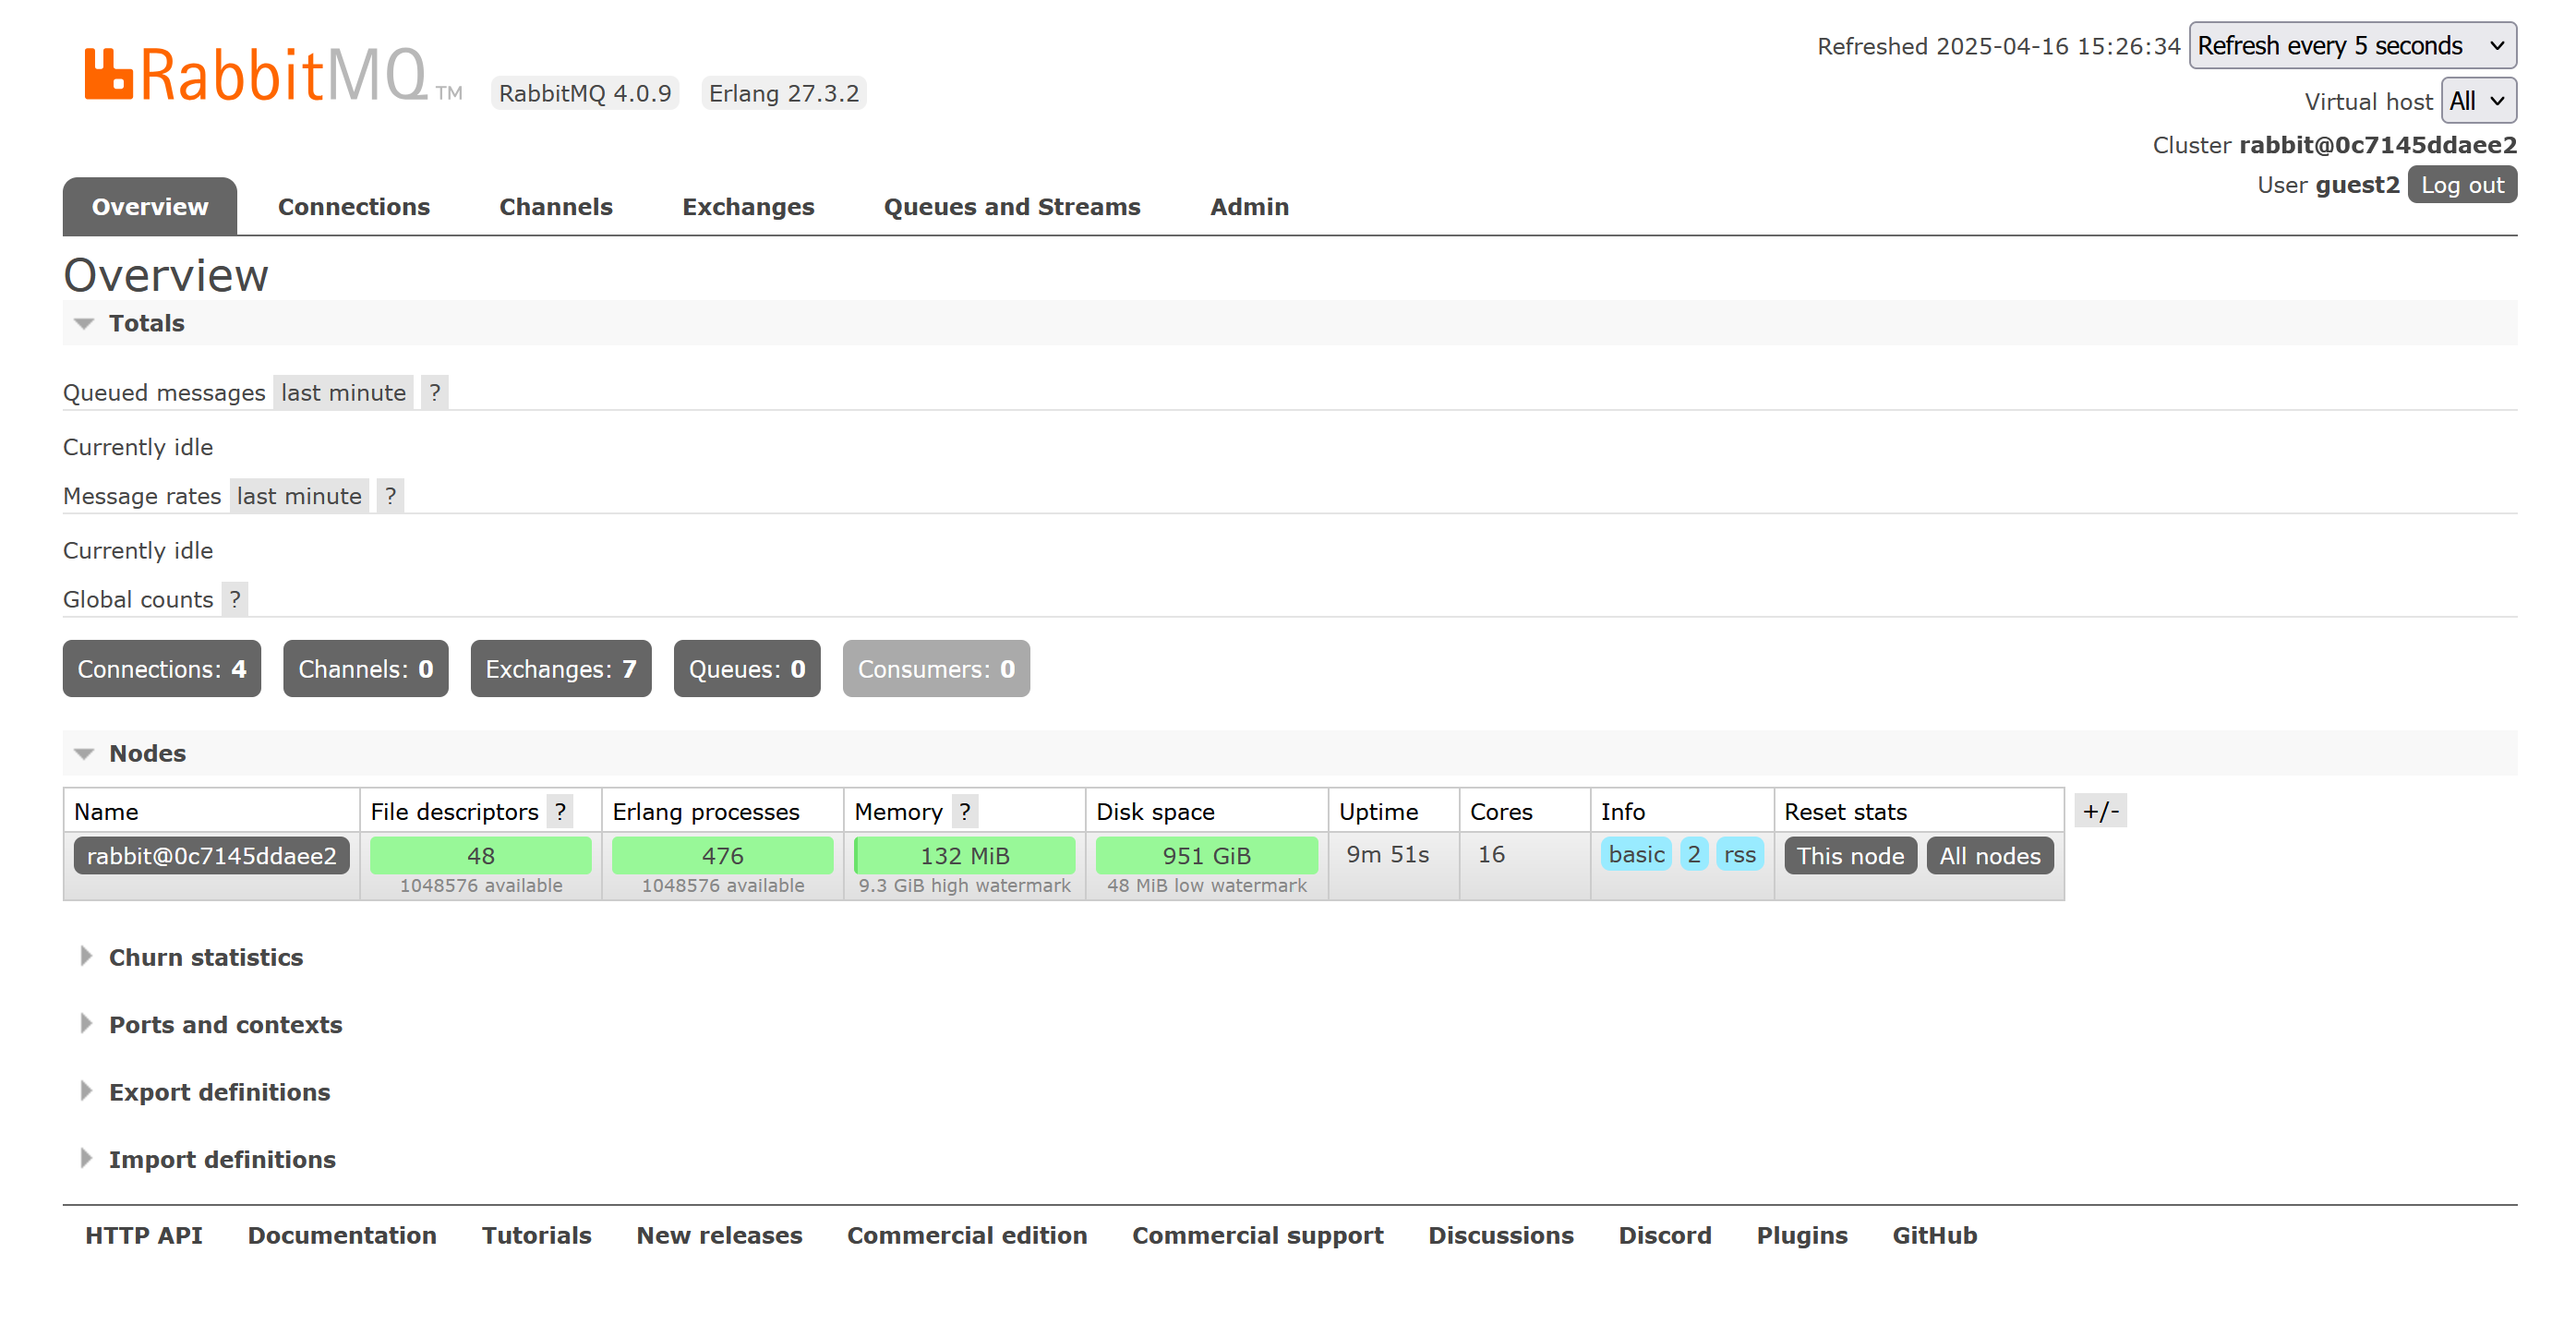 RabbitMQ TM RabbitMQ 4.0.9 Erlang 27.3.2
Refreshed 2025-04-16 15:26:34 Refresh every 5 seconds
Virtual host All
Cluster rabbit@0c7145ddaee2
User guest2 Log out
Overview Connections Channels Exchanges Queues and Streams Admin
Overview
Totals
Queued messages last minute ?
Currently idle
Message rates last minute ?
Currently idle
Global counts ?
Connections: 4 Channels: 0 Exchanges: 7 Queues: 0 Consumers: 0
Nodes
Name File descriptors ? Erlang processes Memory ? Disk space Uptime Cores Info Reset stats +/-
rabbit@0c7145ddaee2 48 476 132 MiB 951 GiB 9m 51s 16 basic 2 rss This node All nodes
1048576 available 1048576 available 9.3 GiB high watermark 48 MiB low watermark
Churn statistics
Ports and contexts
Export definitions
Import definitions
HTTP API Documentation Tutorials New releases Commercial edition Commercial support Discussions Discord Plugins GitHub